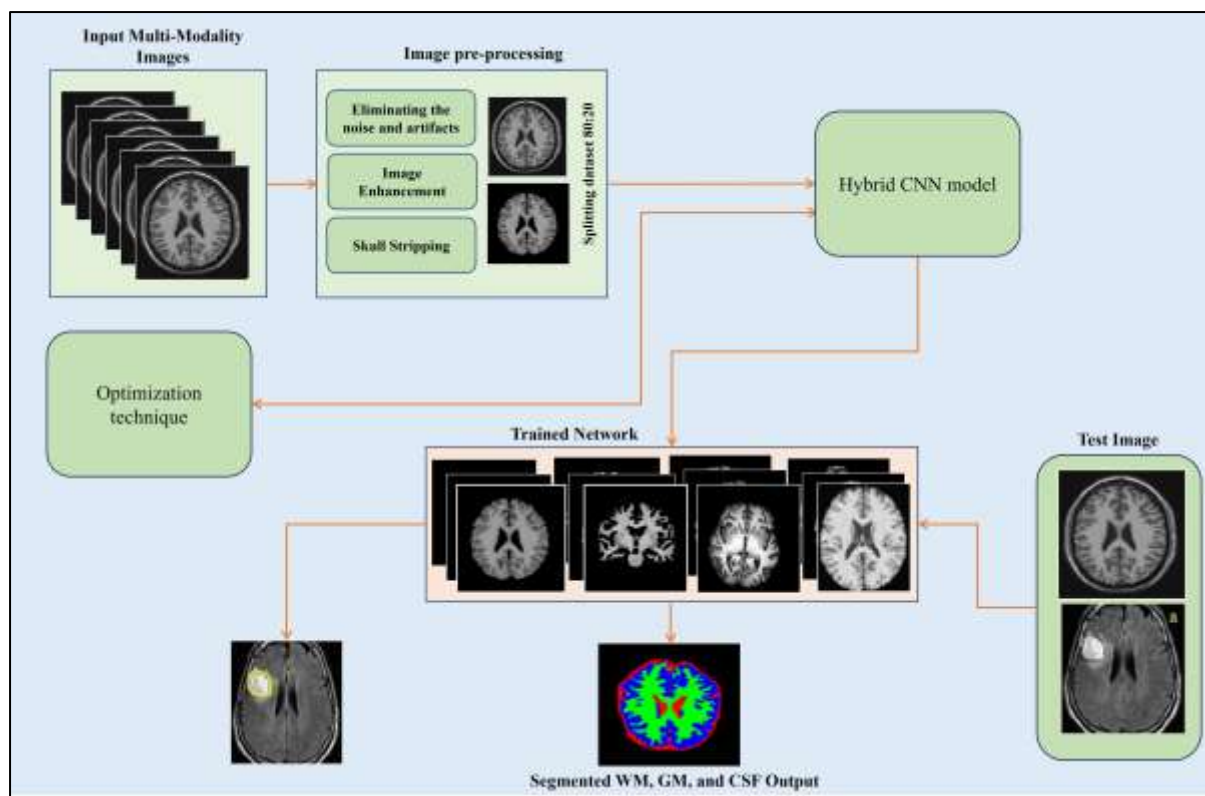 Input Multi-Modality
Images
Image pre-processing
Eliminating the
noise and artifacts
Image
Enhancement
Skall Stripping
Splitting dataset 80:20
Hybrid CNN model
Optimization
technique
Trained Network
Test Image
Segmented WM, GM, and CSF Output